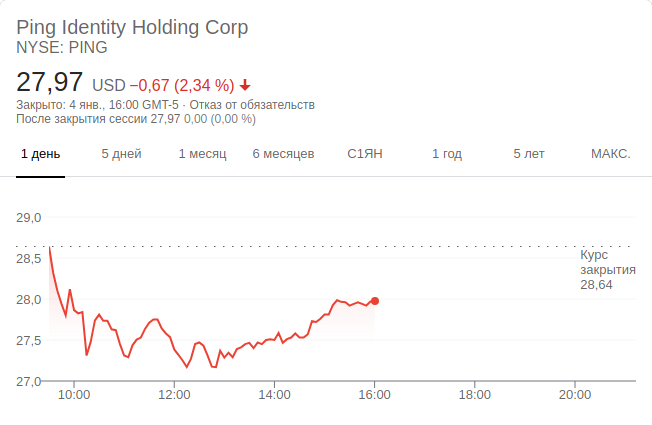 Ping Identity Holding Corp
NYSE: PING
27,97 USD −0,67 (2,34 %)
Закрыто: 4 янв., 16:00 GMT-5 · Отказ от обязательств
После закрытия сессии 27,97 0,00 (0,00 %)
1 день 5 дней 1 месяц 6 месяцев С1ЯН 1 год 5 лет МАКС.
29,0
Курс
28,5
закрытия
28,64
28,0
27,5
27,0
10:00 12:00 14:00 16:00 18:00 20:00